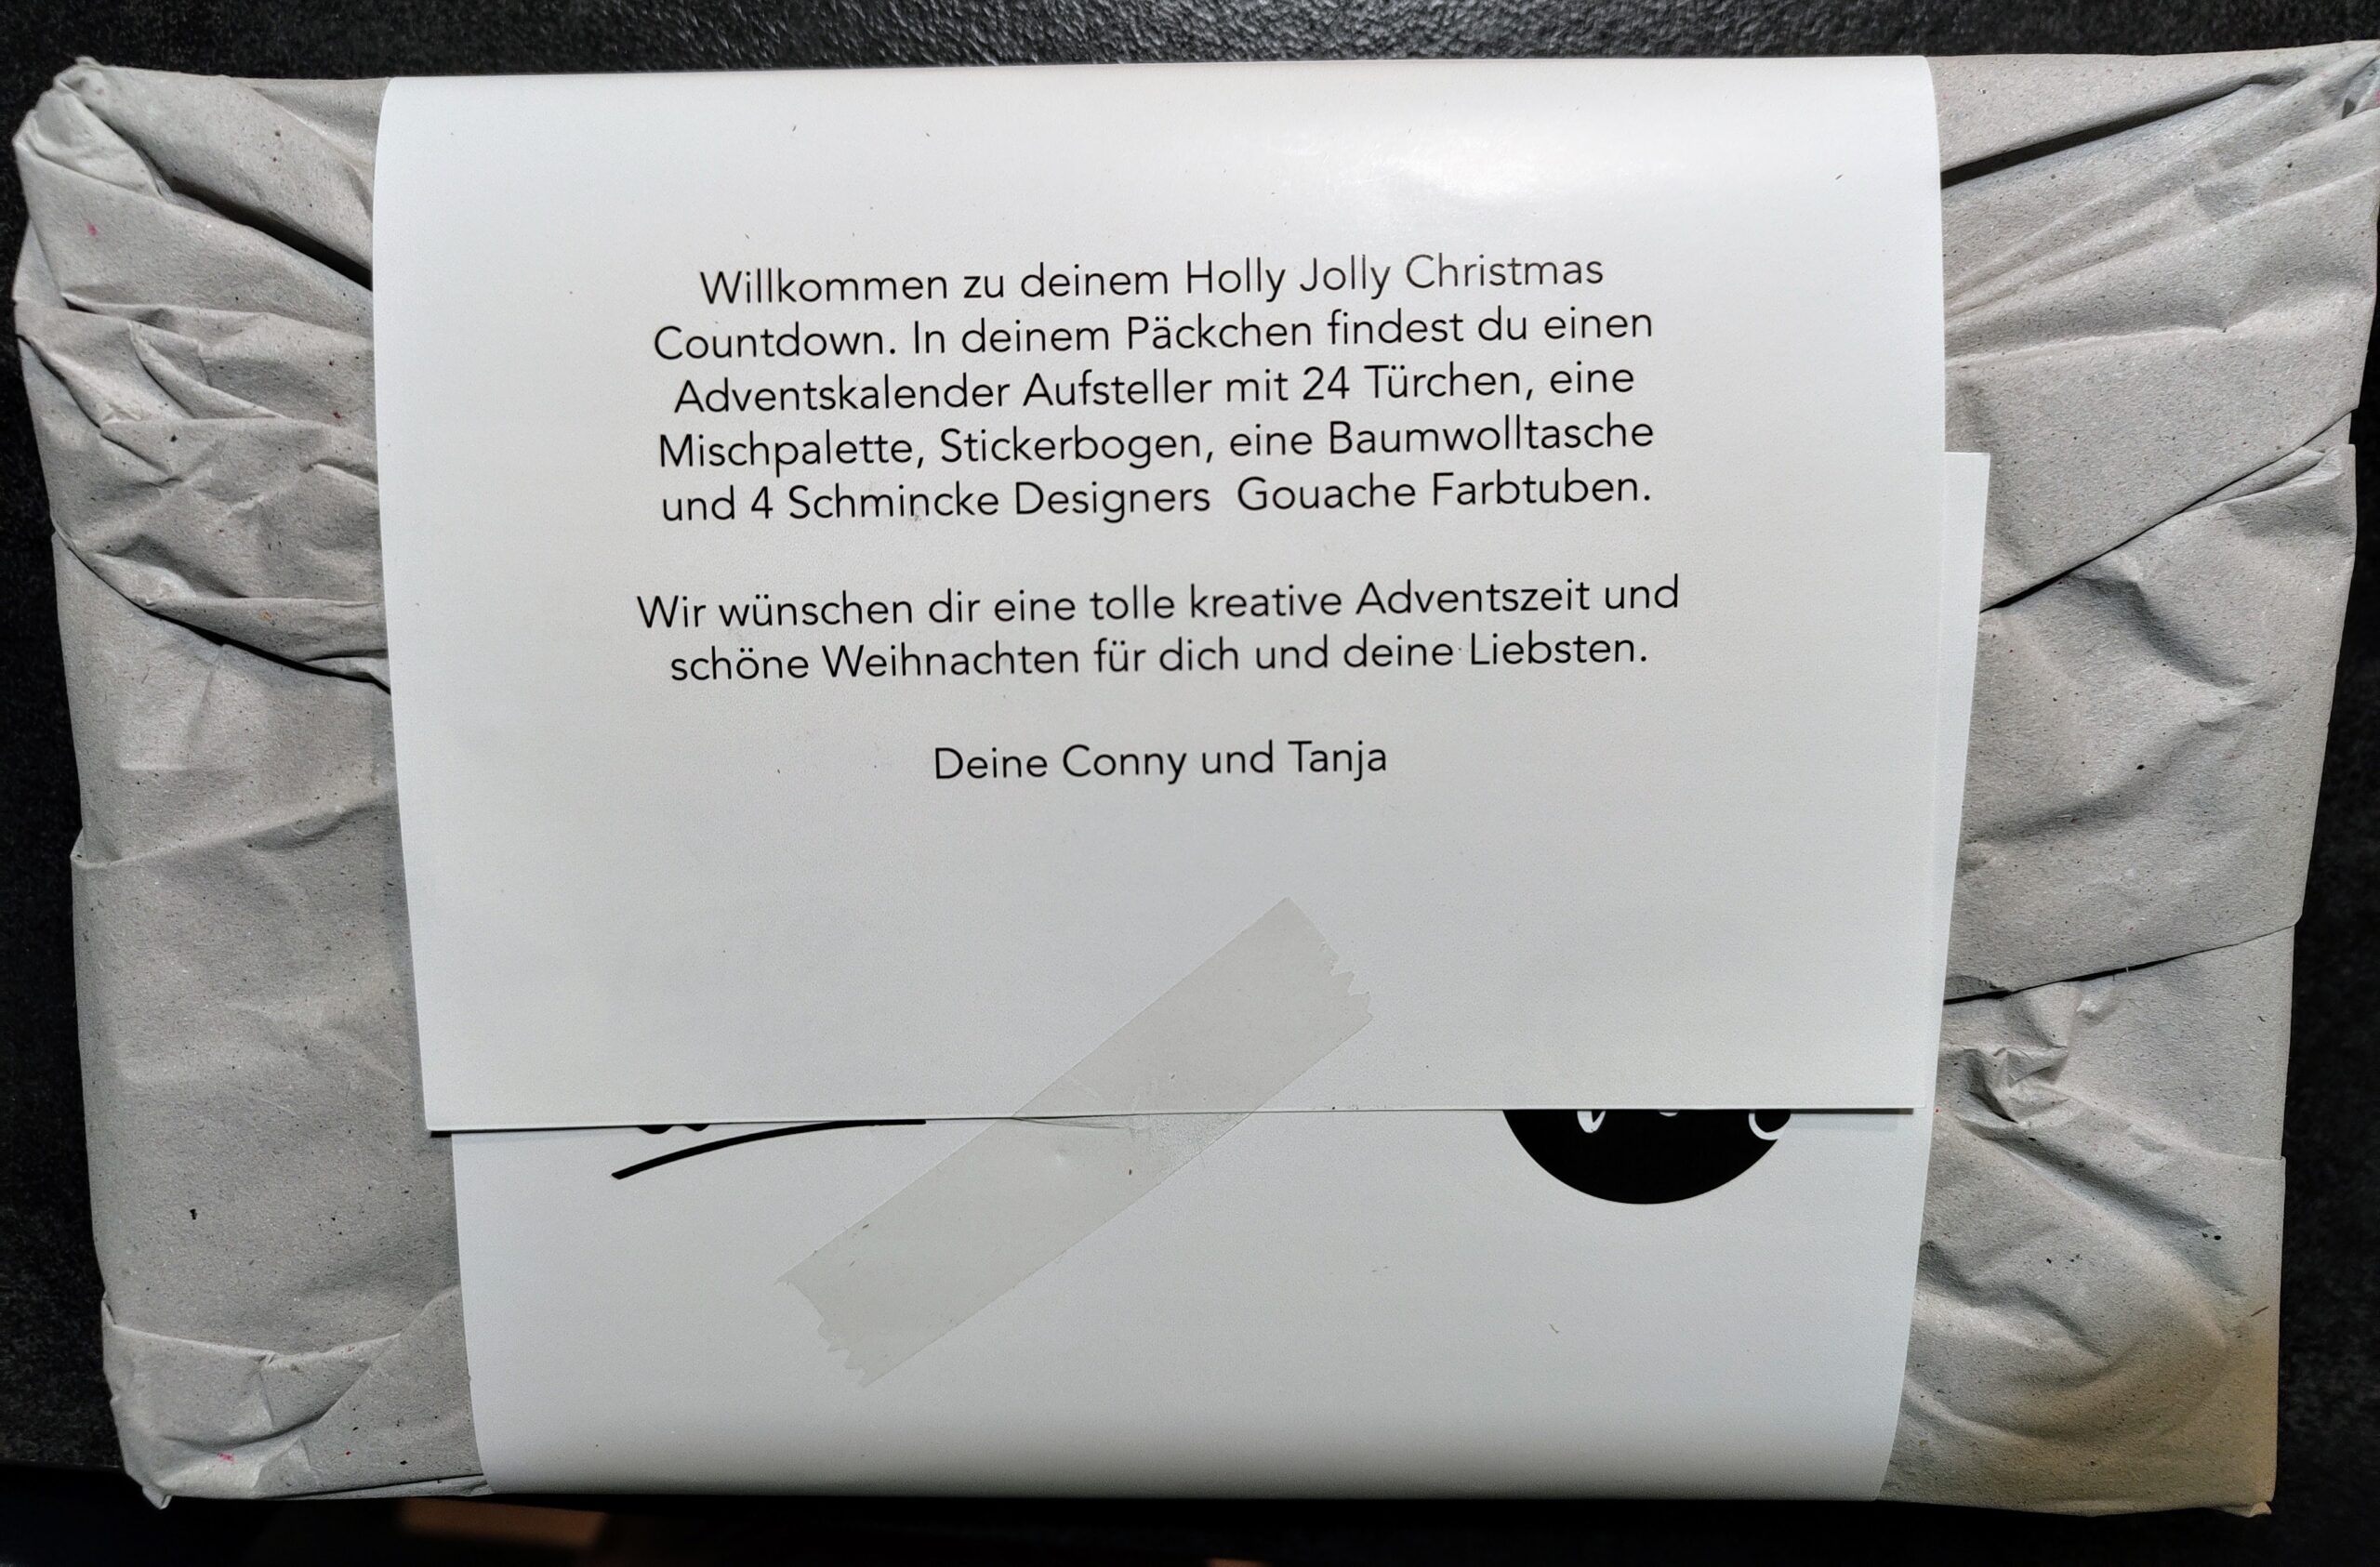 Willkommen zu deinem Holly Jolly Christmas
Countdown. In deinem Päckchen findest du einen
Adventskalender Aufsteller mit 24 Türchen, eine
Mischpalette, Stickerbogen, eine Baumwolltasche
und 4 Schmincke Designers  Gouache Farbtuben.
Wir wünschen dir eine tolle kreative Adventszeit und
schöne Weihnachten für dich und deine Liebsten.
Deine Conny und Tanja